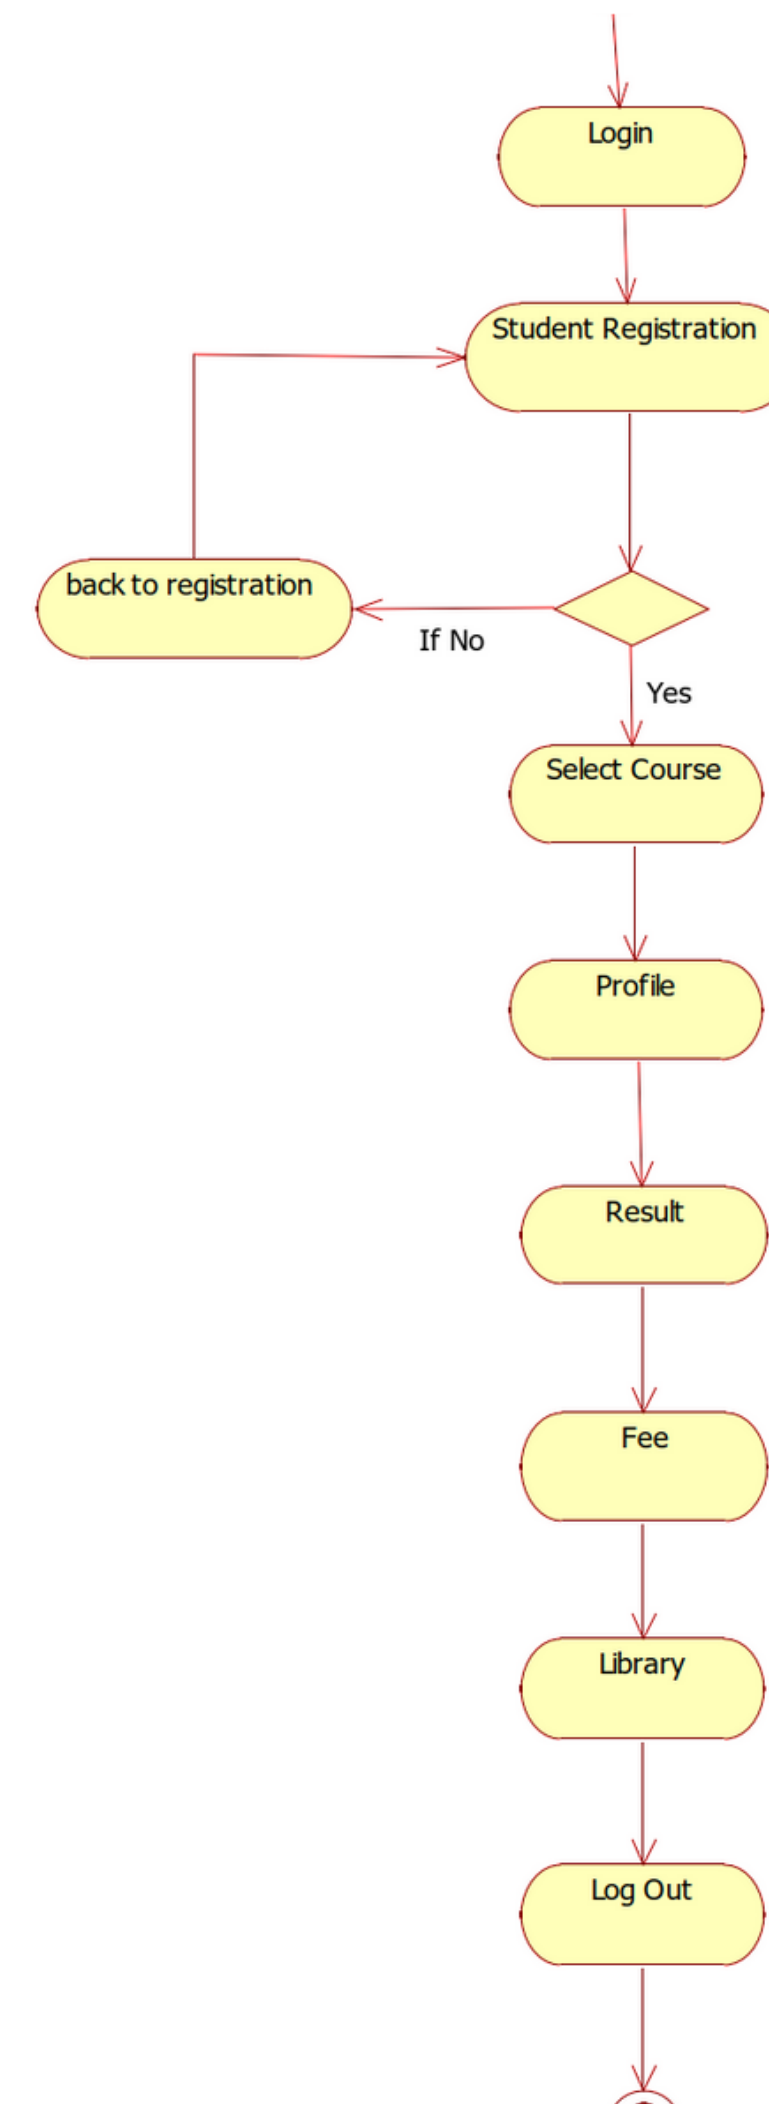 Login
Student Registration
back to registration
If No
Yes
Select Course
Profile
Result
Fee
Library
Log Out